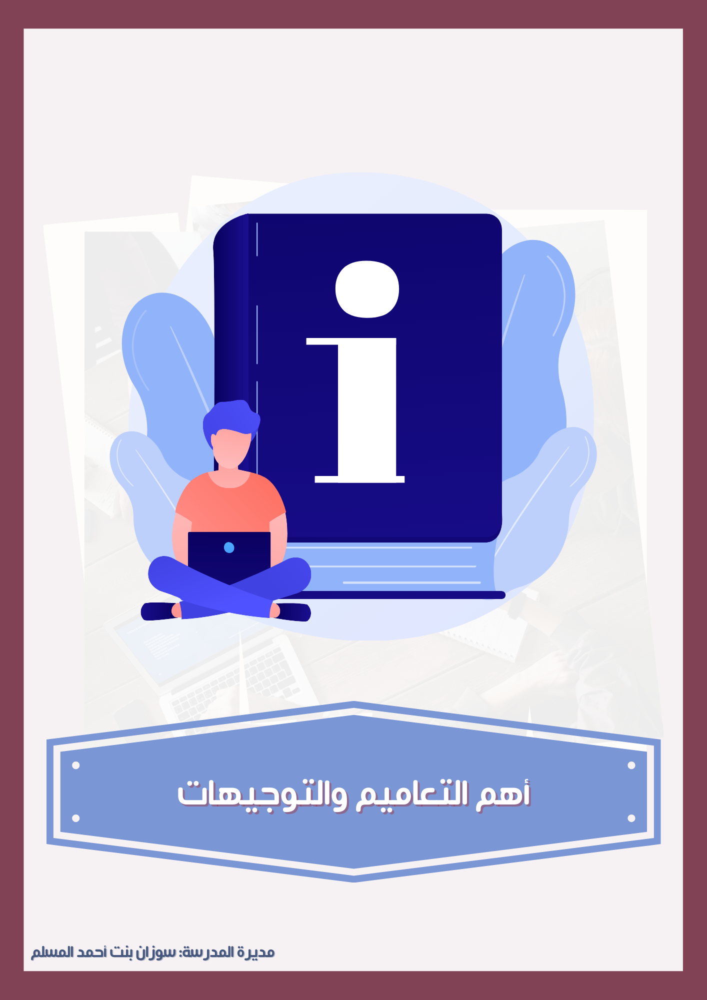 i
أهم التعاميم والتوجيهات
مديرة المدرسة: سوزان بنت أحمد المسلم